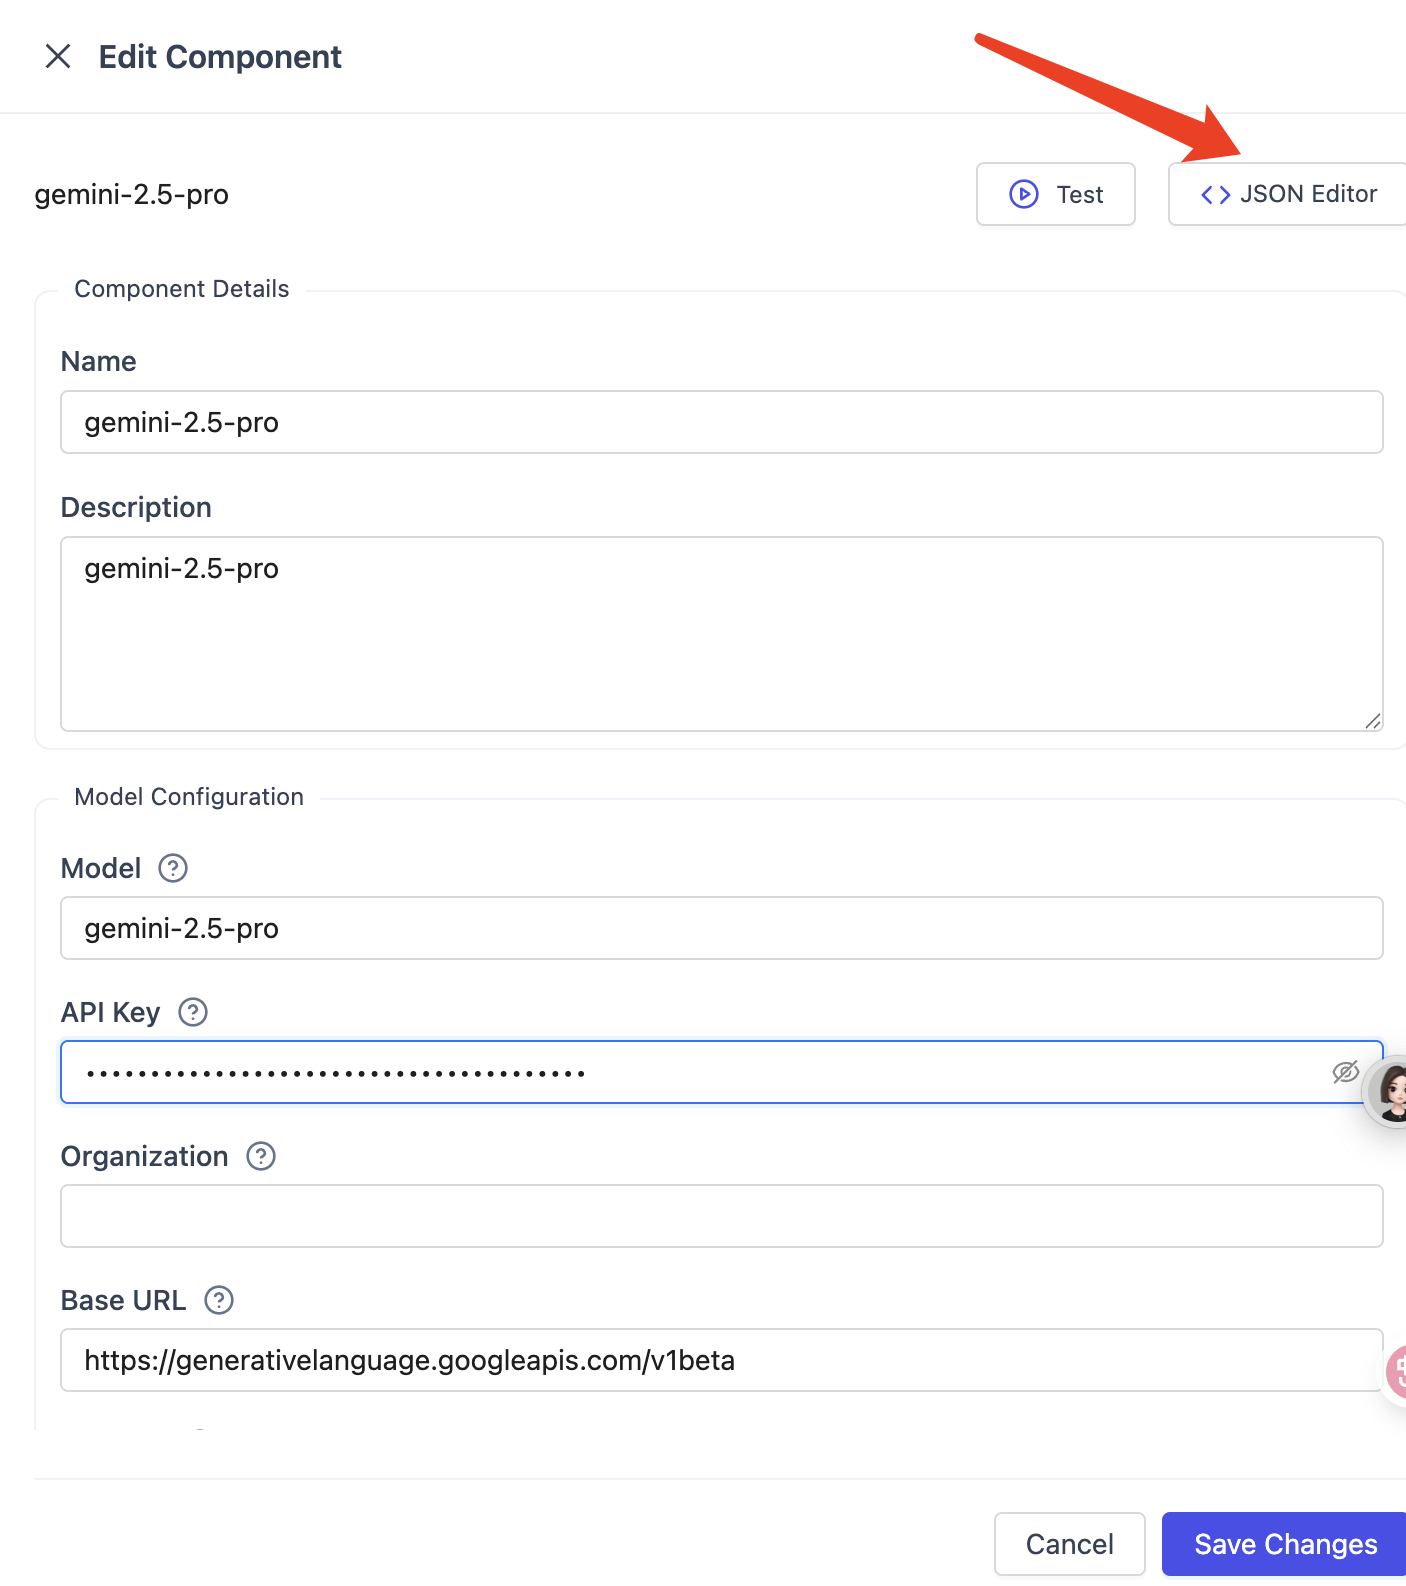 Edit Component
gemini-2.5-pro
Test
<> JSON Editor
Component Details
Name
gemini-2.5-pro
Description
gemini-2.5-pro
Model Configuration
Model ?
gemini-2.5-pro
API Key ?
•••••••••••••••••••••••••••••••••••••••
Organization ?
Base URL ?
https://generativelanguage.googleapis.com/v1beta
Cancel
Save Changes